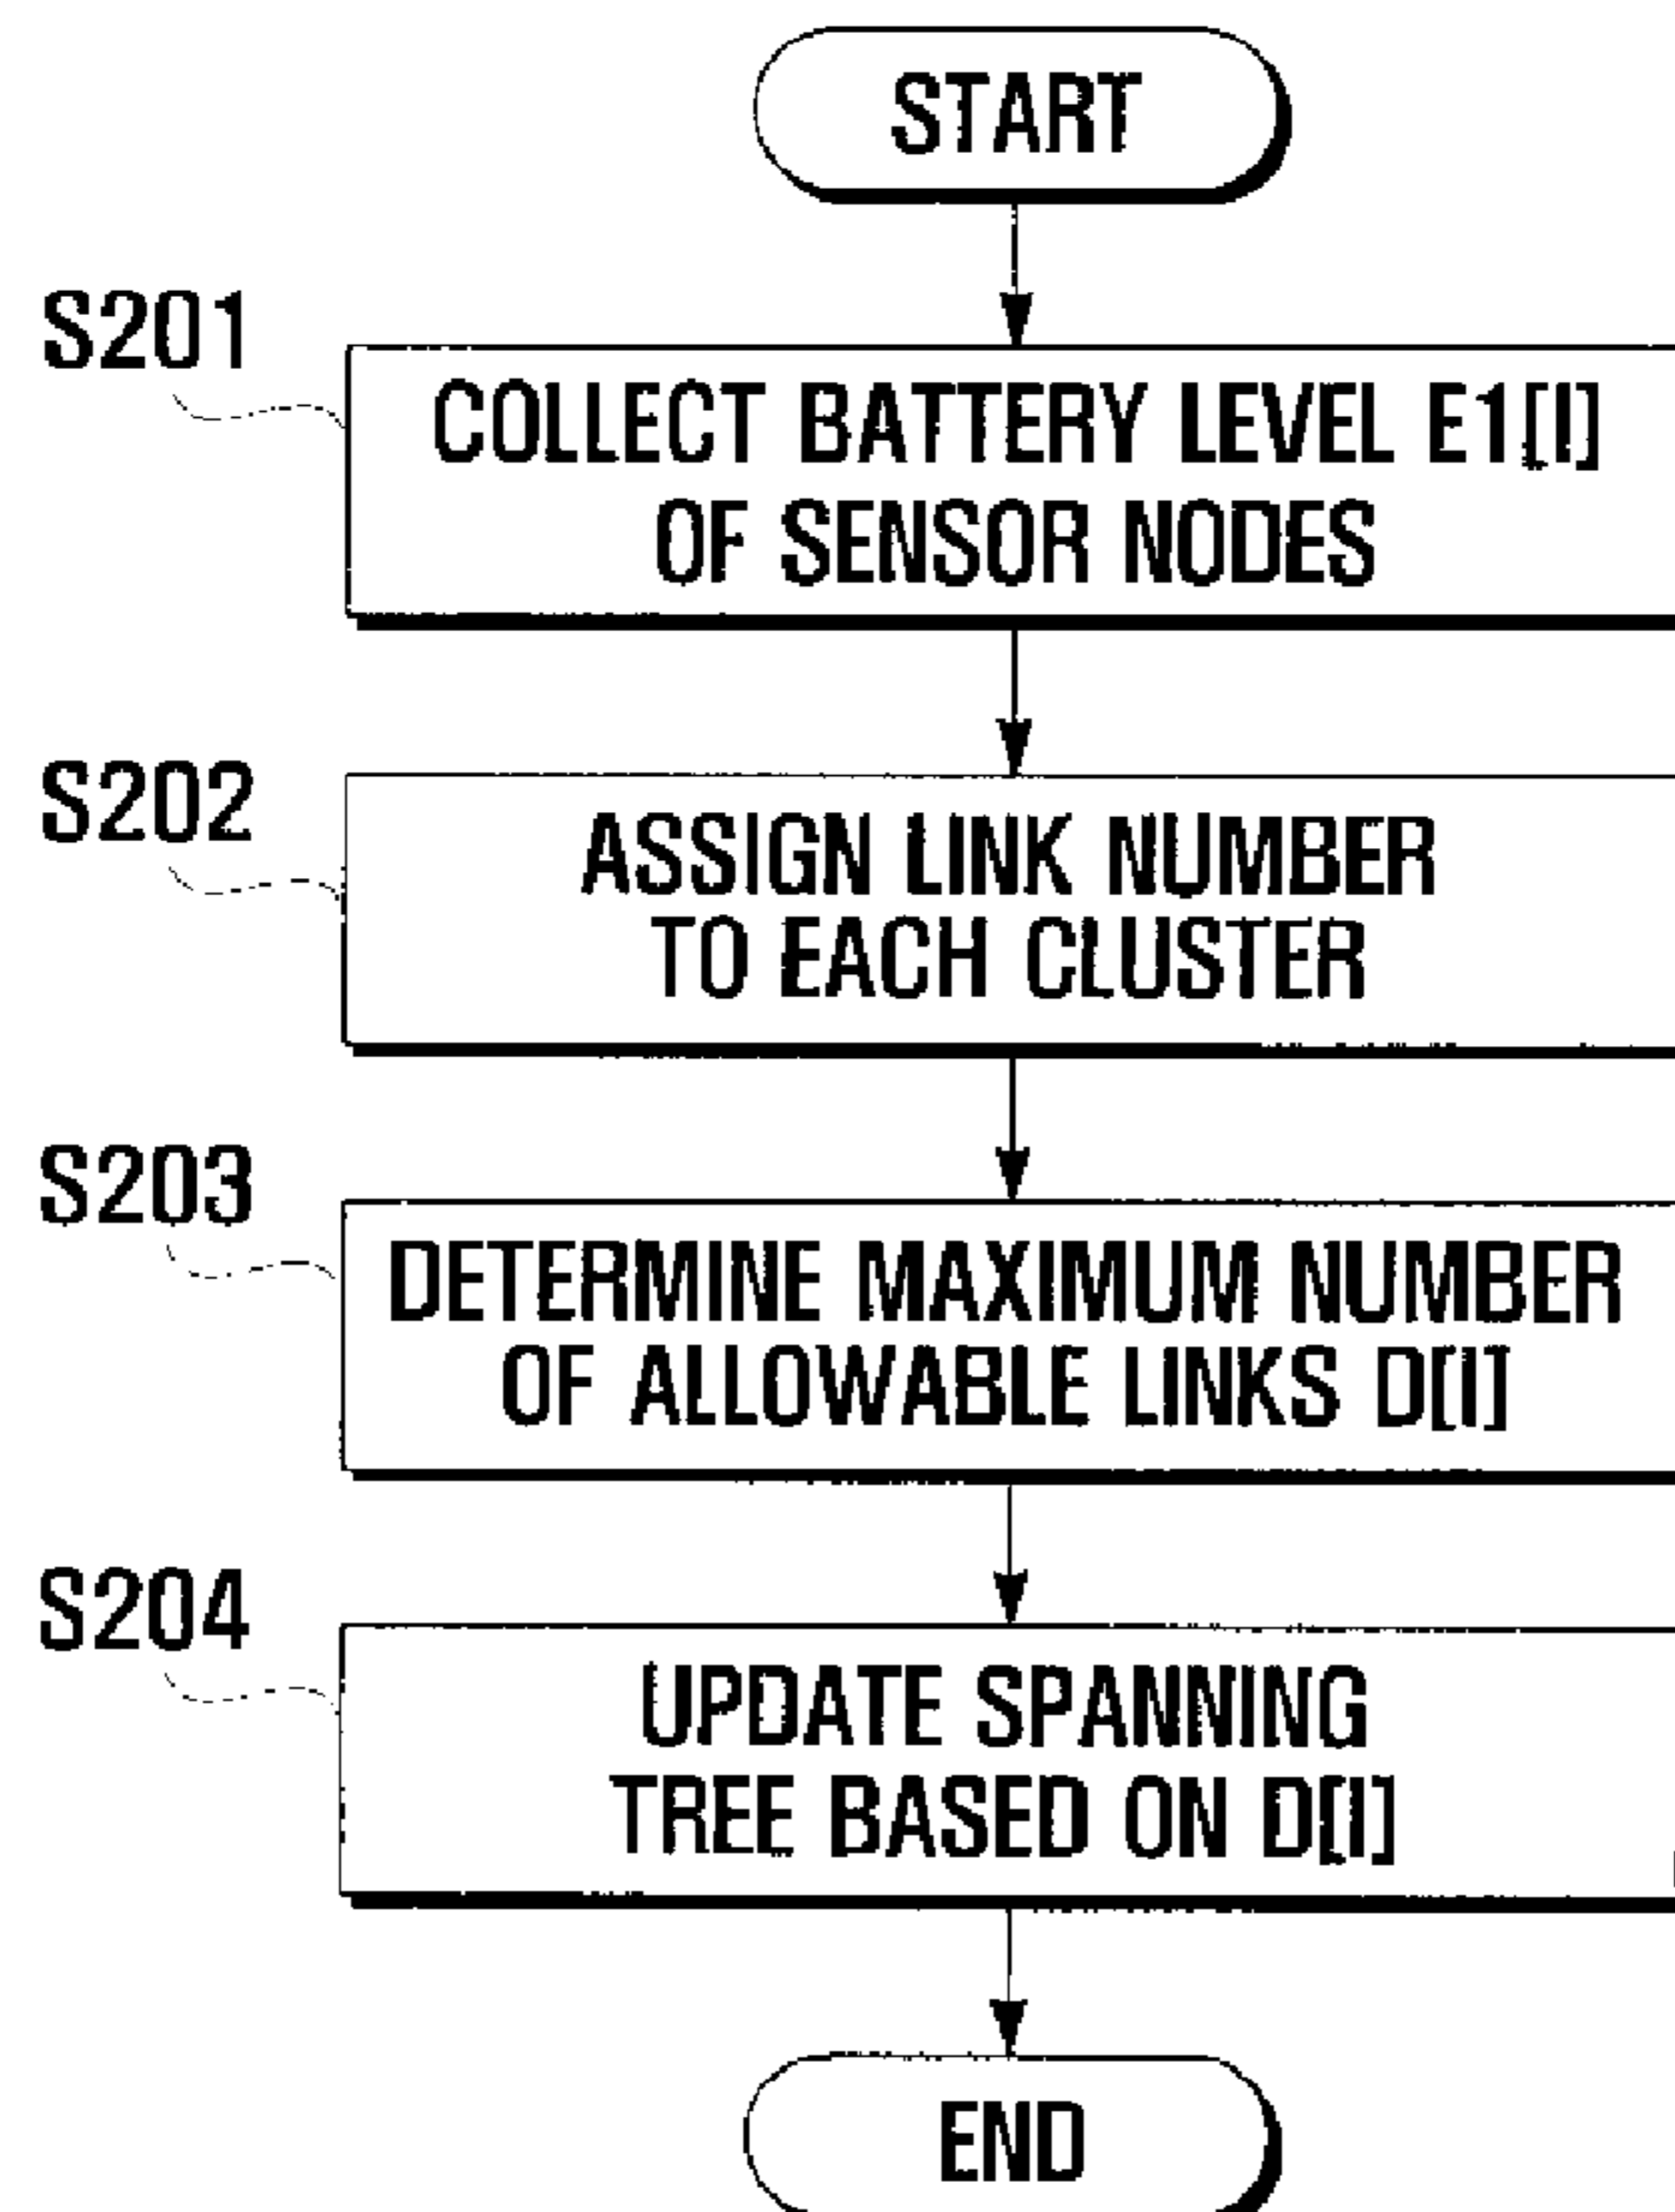 START
S201
COLLECT BATTERY LEVEL E1[I]
OF SENSOR NODES
S202
ASSIGN LINK NUMBER
TO EACH CLUSTER
S203
DETERMINE MAXIMUM NUMBER
OF ALLOWABLE LINKS D[I]
S204
UPDATE SPANNING
TREE BASED ON D[I]
END